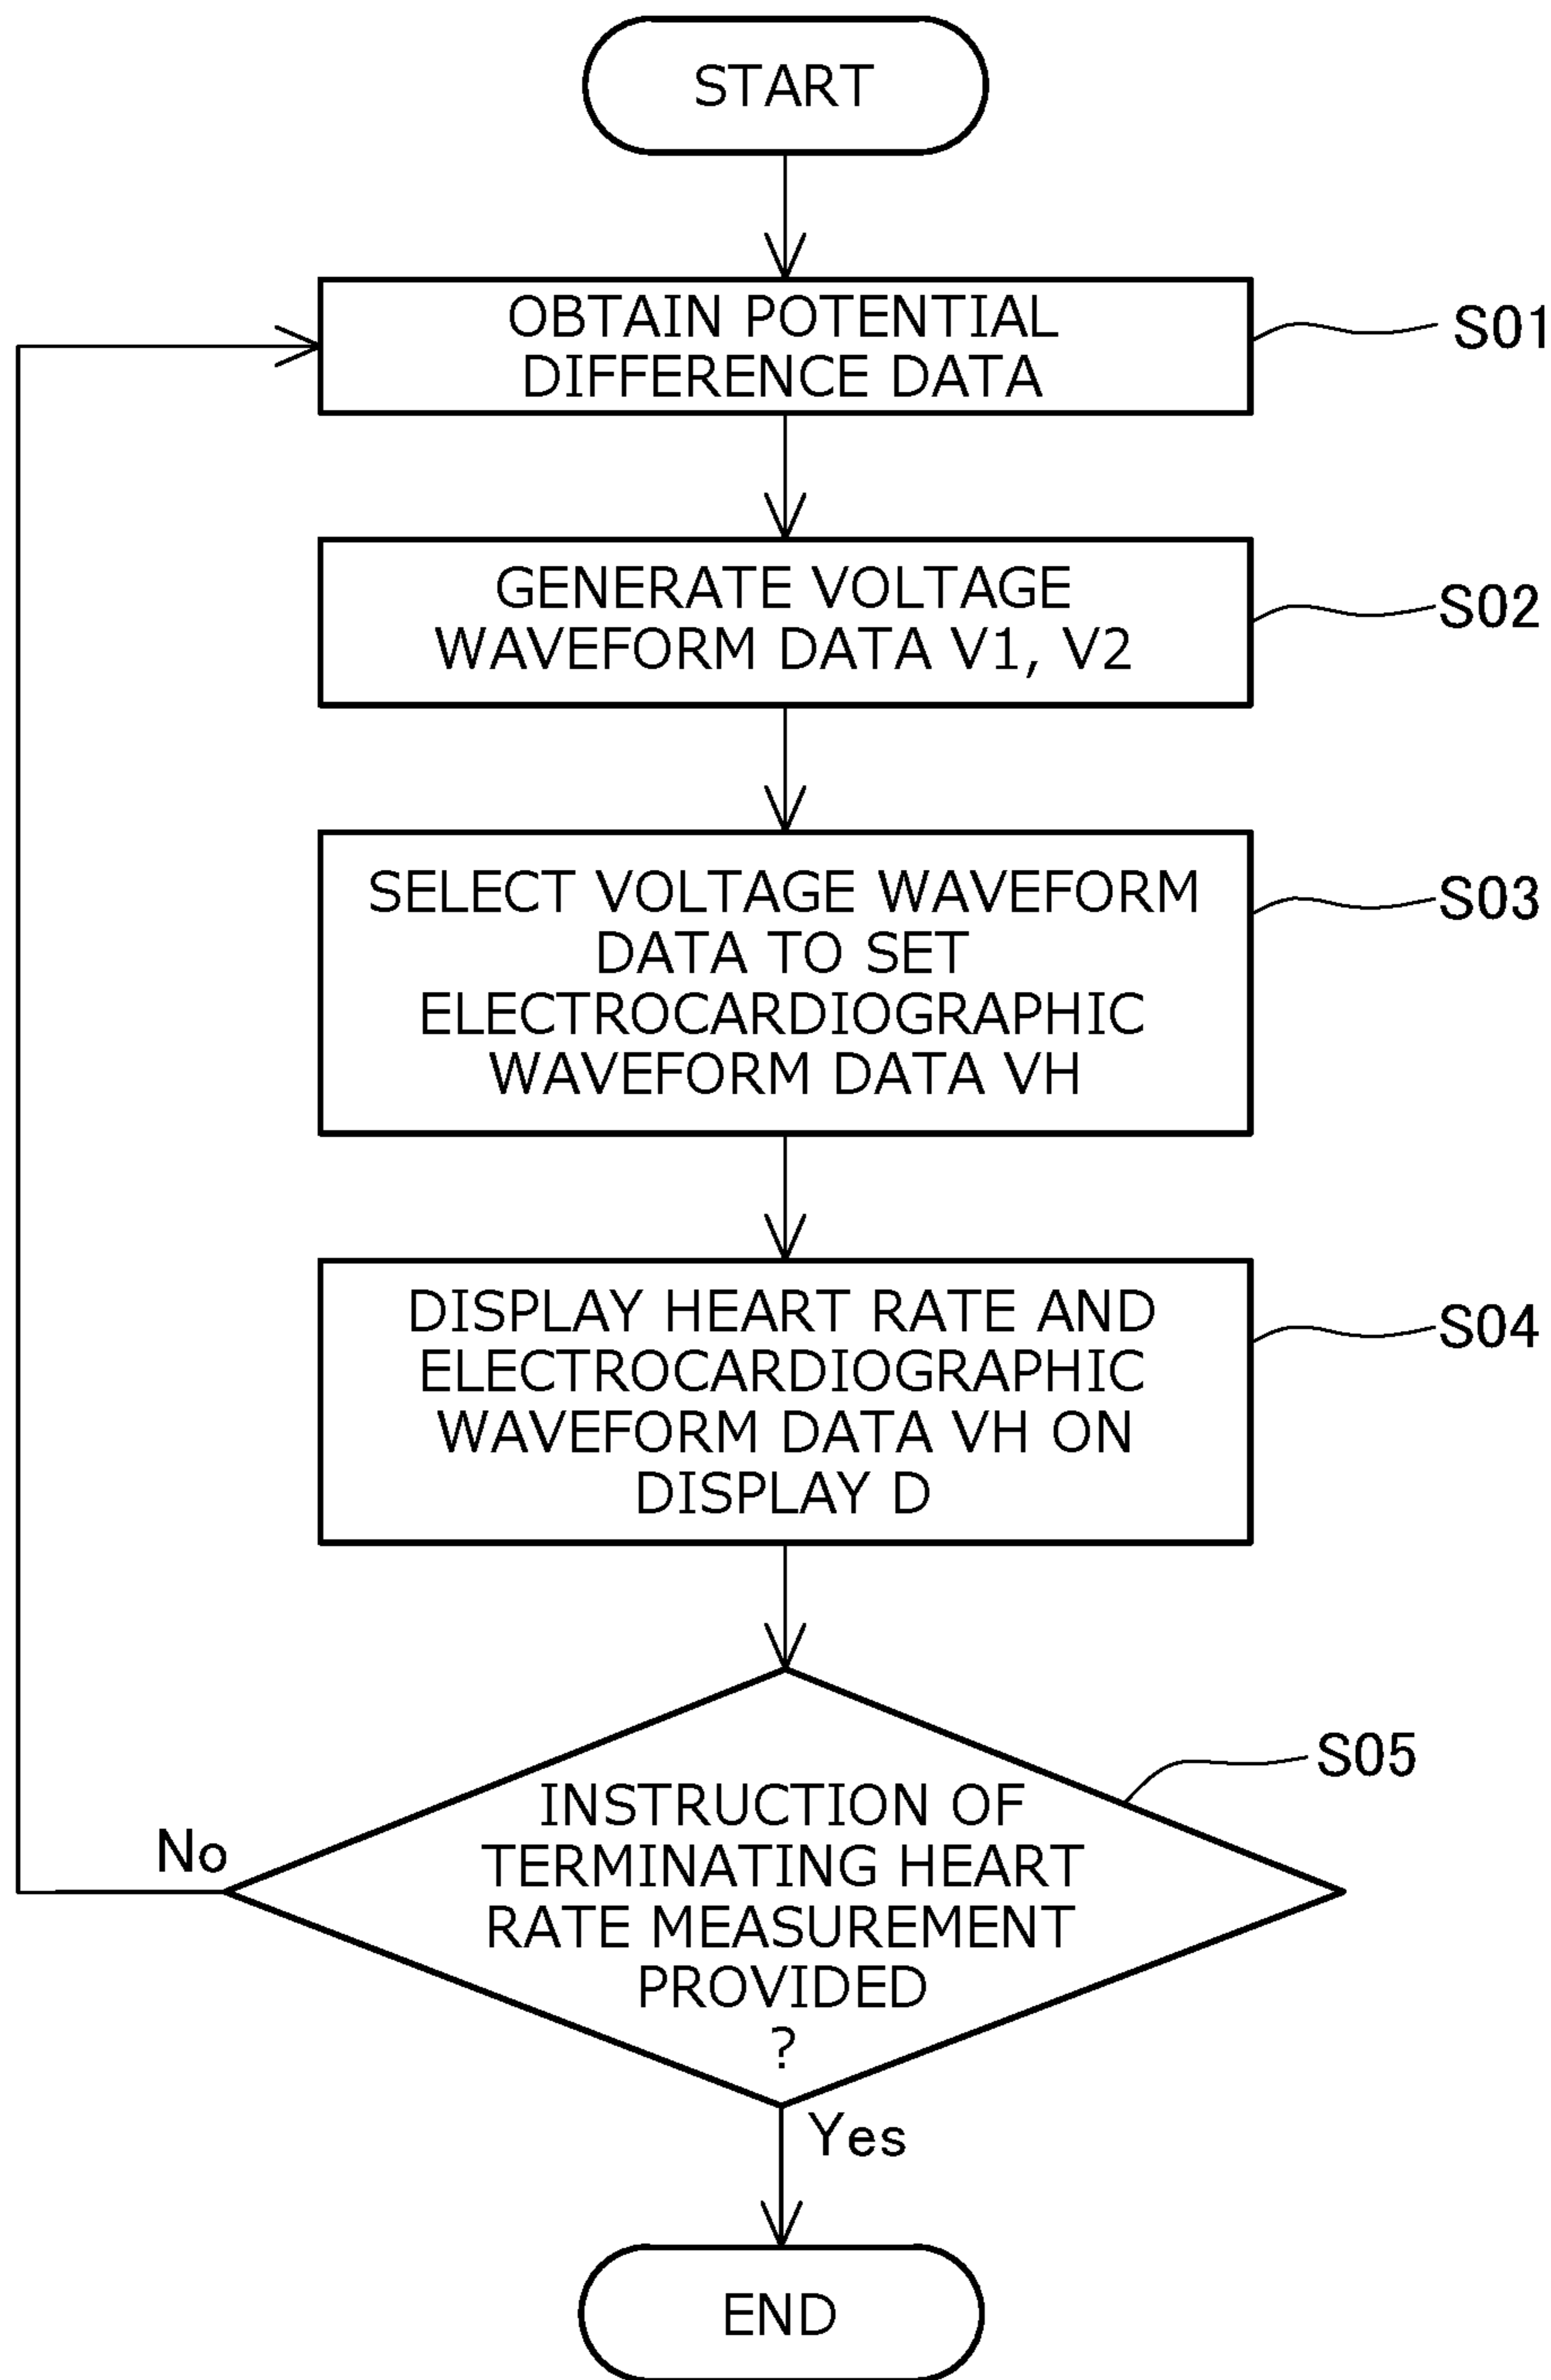 START
OBTAIN POTENTIAL
DIFFERENCE DATA
S01
GENERATE VOLTAGE
WAVEFORM DATA V1, V2
S02
SELECT VOLTAGE WAVEFORM
DATA TO SET
ELECTROCARDIOGRAPHIC
WAVEFORM DATA VH
S03
DISPLAY HEART RATE AND
ELECTROCARDIOGRAPHIC
WAVEFORM DATA VH ON
DISPLAY D
S04
INSTRUCTION OF
TERMINATING HEART
RATE MEASUREMENT
PROVIDED
?
S05
No
Yes
END